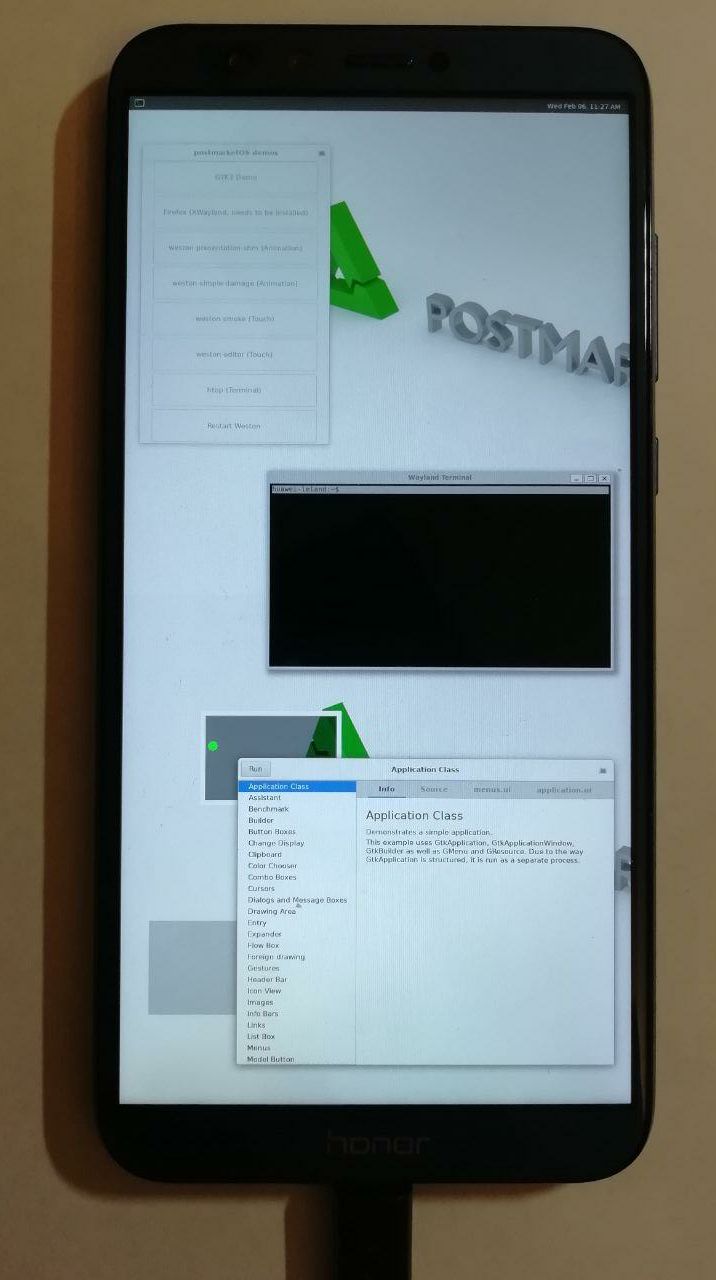 Wed Feb 06, 11:27 AM
postmarketOS demos
GTK3 Demo
Firefox (XWayland, needs to be installed)
weston-presentation-shm (Animation)
weston-simple-damage (Animation)
weston-smoke (Touch)
weston-editor (Touch)
htop (Terminal)
Restart Weston
POSTMAR
Wayland Terminal
huawei-leland:~$
Run
Application Class
Application Class
Assistant
Benchmark
Builder
Button Boxes
Change Display
Clipboard
Color Chooser
Combo Boxes
Cursors
Dialogs and Message Boxes
Drawing Area
Entry
Expander
Flow Box
Foreign drawing
Gestures
Header Bar
Icon View
Images
Info Bars
Links
List Box
Menus
Model Button
Info Source menus.ui application.ui
Application Class
Demonstrates a simple application.
This example uses GtkApplication, GtkApplicationWindow,
GtkBuilder as well as GMenu and GResource. Due to the way
GtkApplication is structured, it is run as a separate process.
R
honor